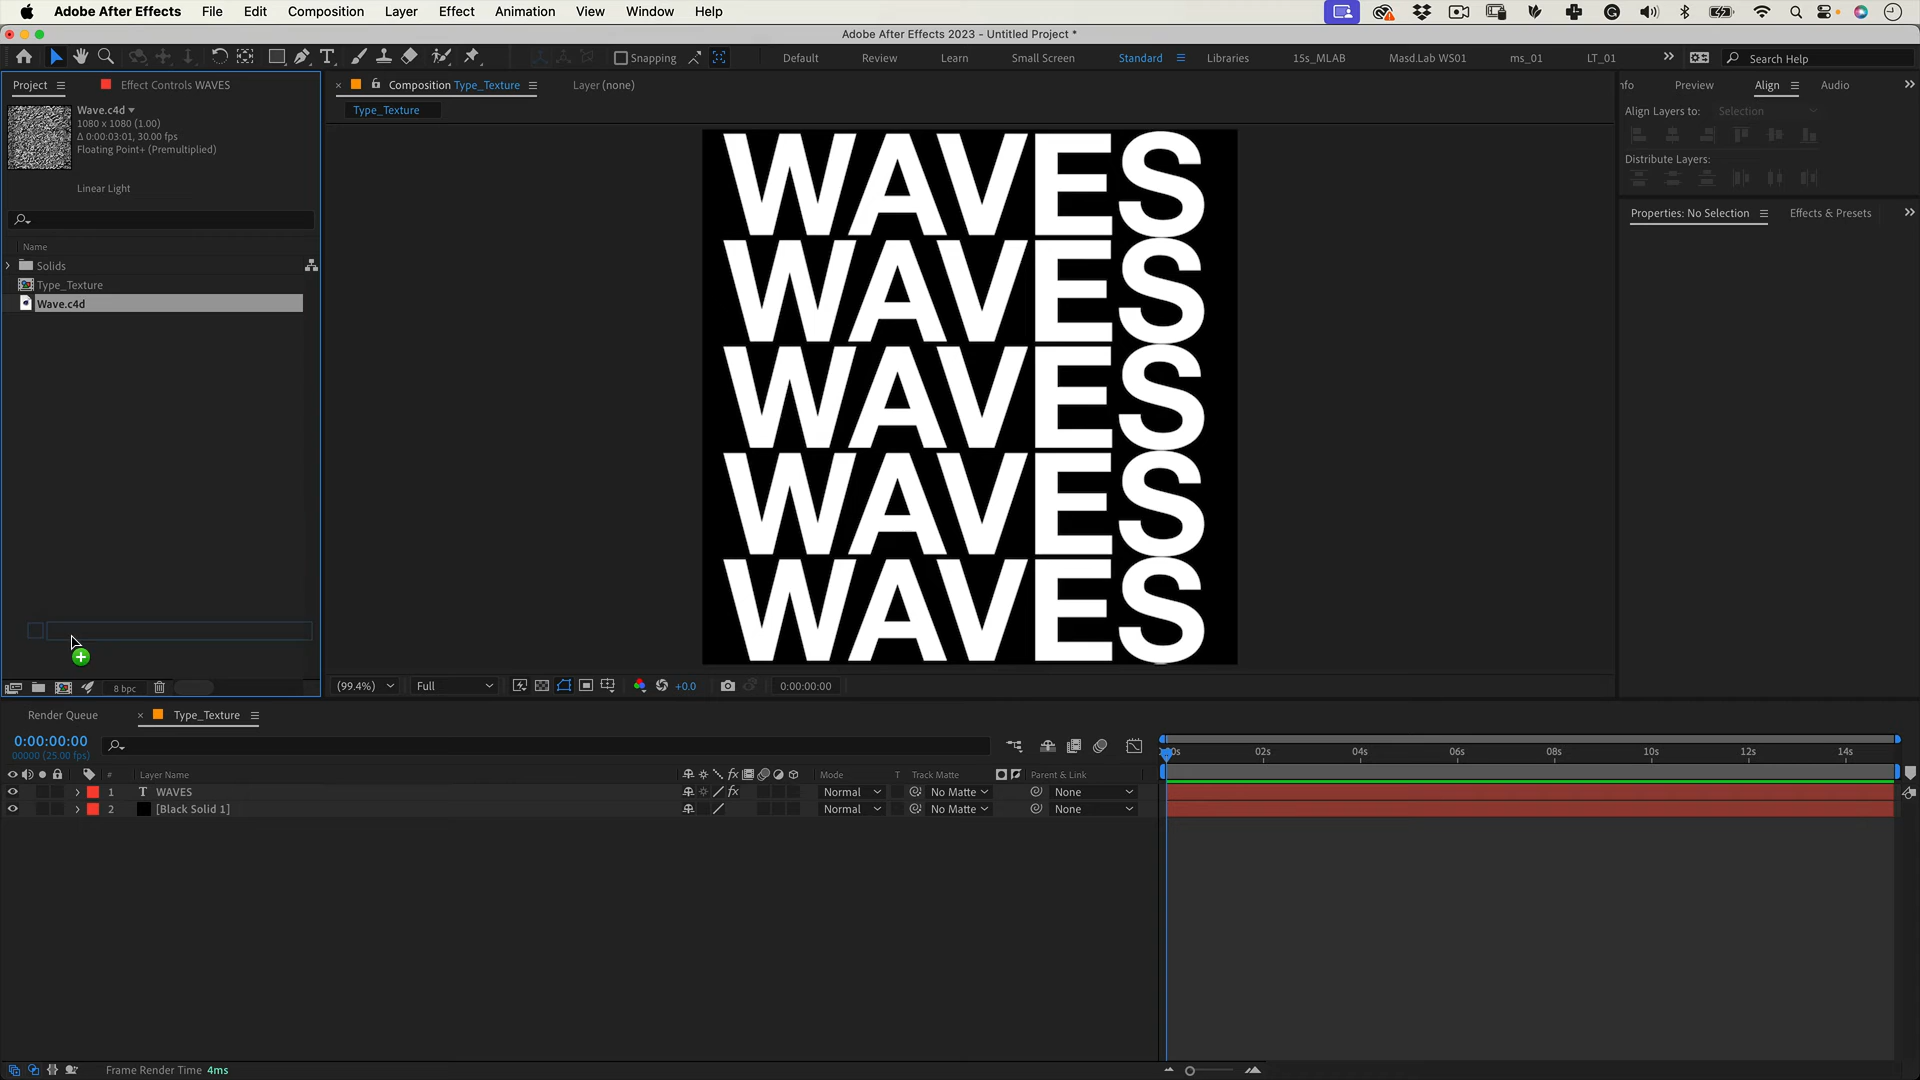 Adobe After Effects File Edit Composition Layer Effect Animation View Window Help
Adobe After Effects 2023 - Untitled Project *
Snapping Default Review Learn Small Screen Standard Libraries 15s_MLAB Masd.Lab WS01 ms_01 LT_01 Search Help
Project Effect Controls WAVES
Composition Type_Texture Layer (none)
Preview Align Audio
Wave.c4d
1080 x 1080 (1.00)
Δ 0:00:03:01, 30.00 fps
Floating Point+ (Premultiplied)
Linear Light
Type_Texture
Align Layers to: Selection
Distribute Layers:
Properties: No Selection Effects & Presets
Name
Solids
Type_Texture
Wave.c4d
WAVES
WAVES
WAVES
WAVES
WAVES
8 bpc
(99.4%) Full +0.0 0:00:00:00
Render Queue Type_Texture
0:00:00:00
00000 (25.00 fps)
02s 04s 06s 08s 10s 12s 14s
# Layer Name Mode T Track Matte Parent & Link
1 T WAVES Normal No Matte None
2 [Black Solid 1] Normal No Matte None
Frame Render Time 4ms